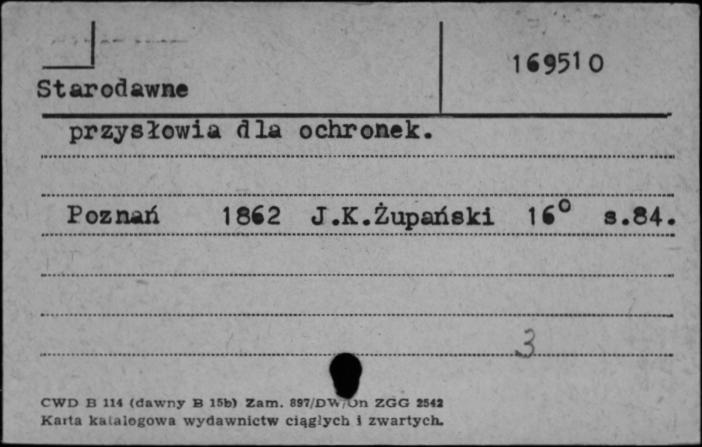 169510
Starodawne
przysłowia dla ochronek.
Poznań 1862 J.K.Żupański 16° s.84.
3
CWD B 114 (dawny B 15b) Zam. 897/DW/On ZGG 2542
Karta katalogowa wydawnictw ciągłych i zwartych.